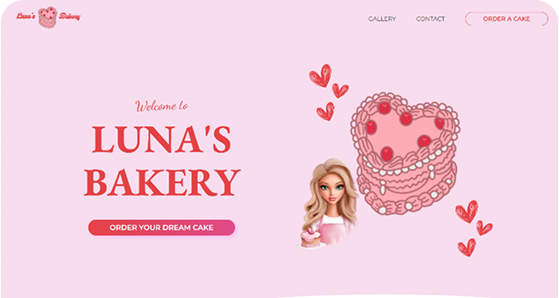 Luna's Bakery
GALLERY
CONTACT
ORDER A CAKE
Welcome to
LUNA'S
BAKERY
ORDER YOUR DREAM CAKE